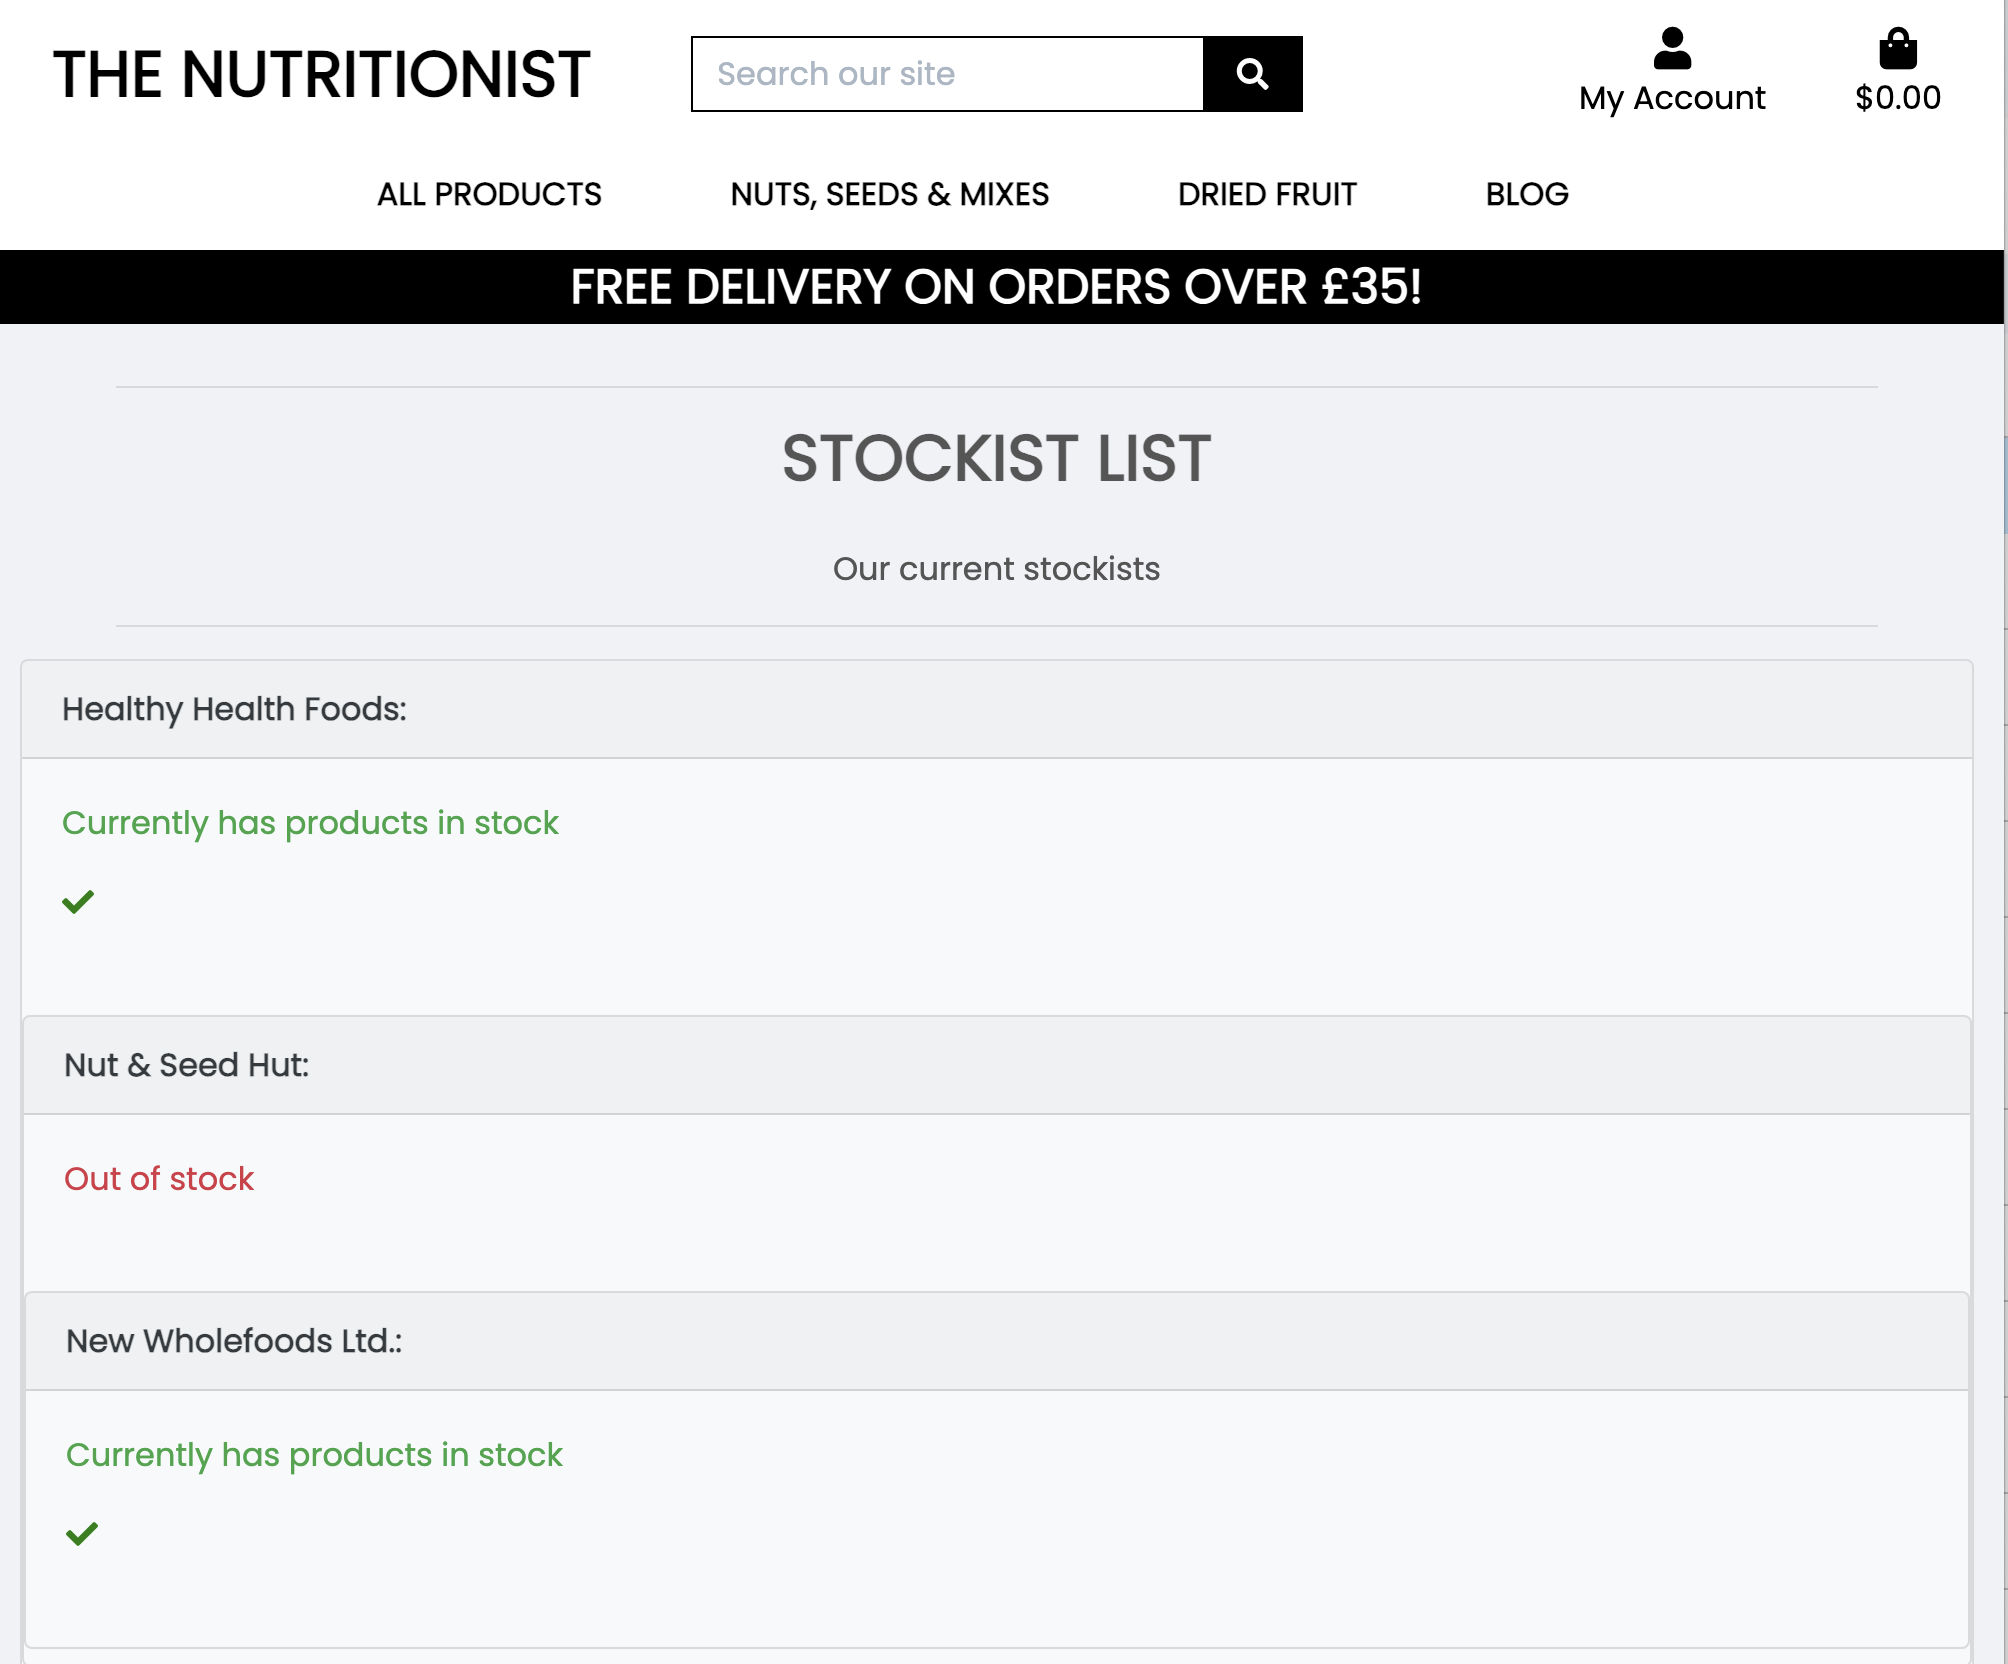 THE NUTRITIONIST
Search our site
My Account
$0.00
ALL PRODUCTS
NUTS, SEEDS & MIXES
DRIED FRUIT
BLOG
FREE DELIVERY ON ORDERS OVER £35!
STOCKIST LIST
Our current stockists
Healthy Health Foods:
Currently has products in stock
Nut & Seed Hut:
Out of stock
New Wholefoods Ltd.:
Currently has products in stock